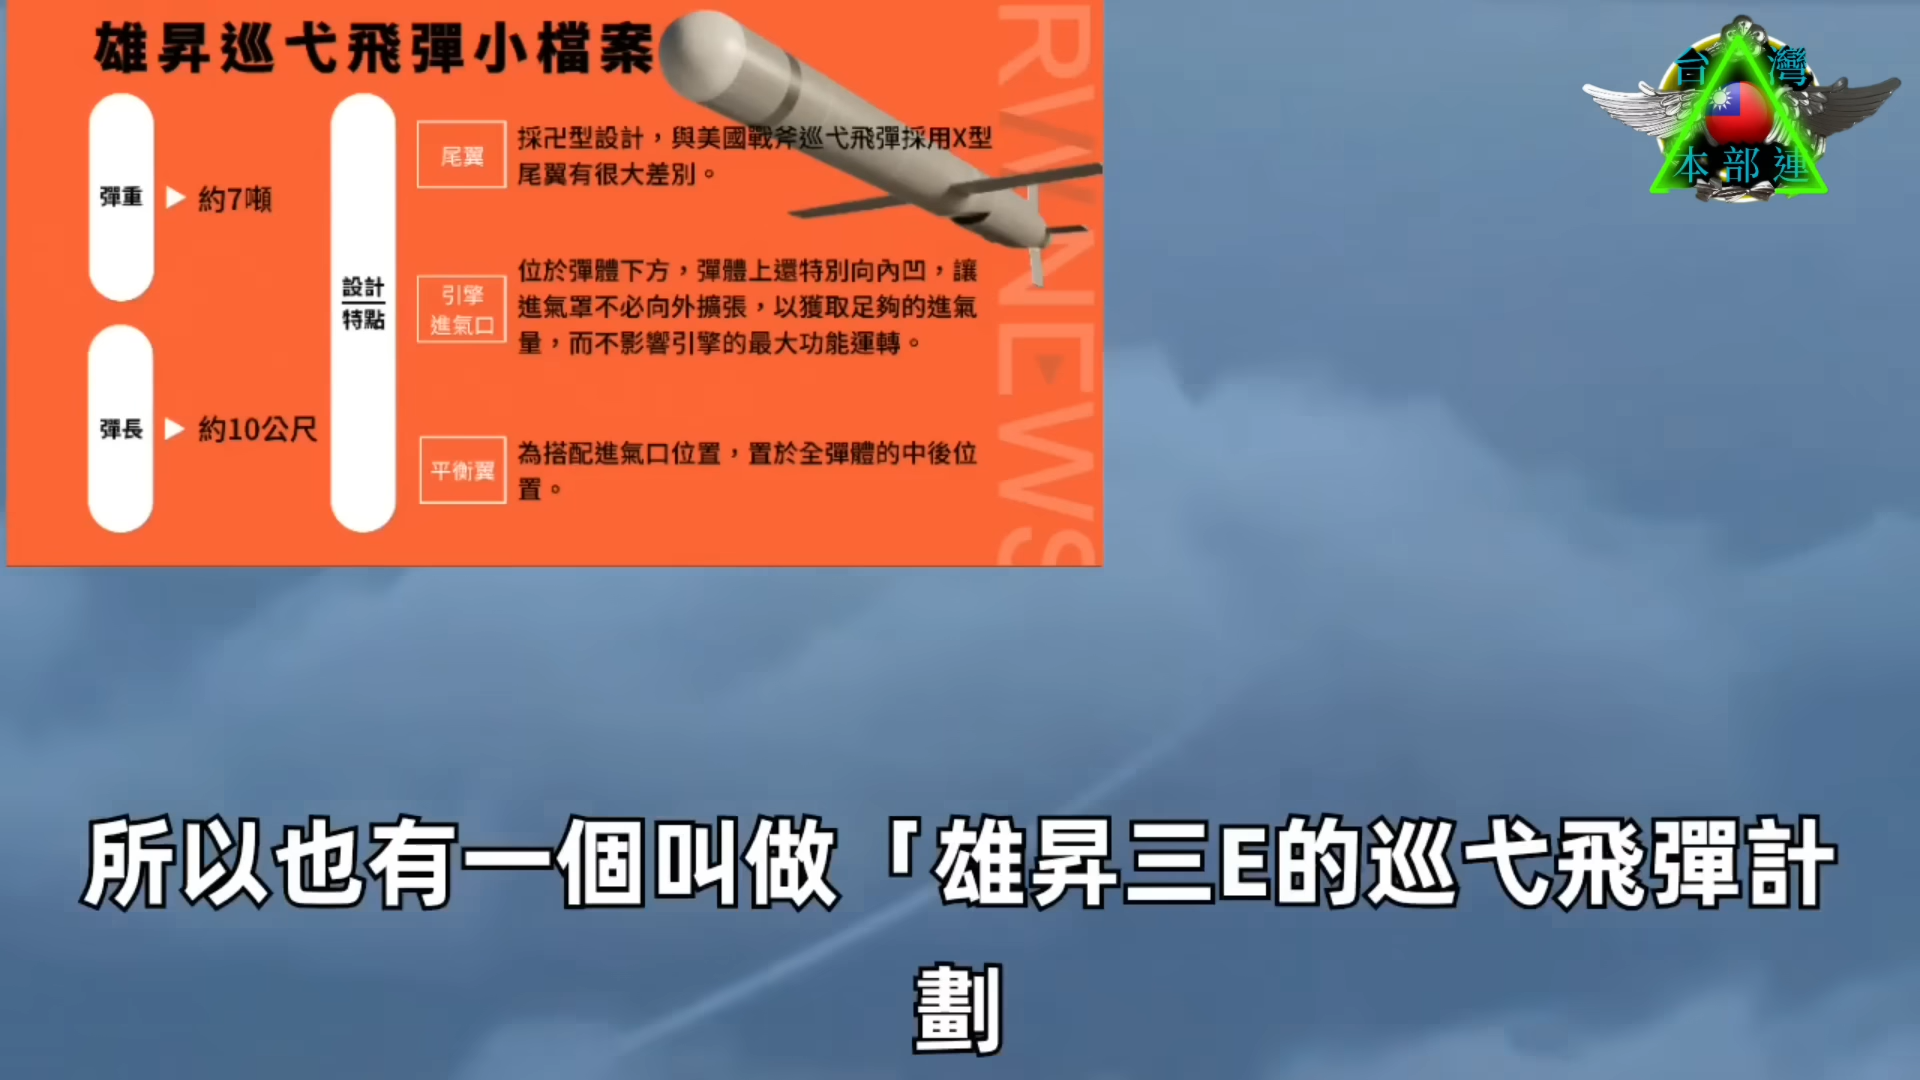 雄昇巡弋飛彈小檔案
彈重
約7噸
彈長
約10公尺
設計
特點
尾翼
採卍型設計，與美國戰斧巡弋飛彈採用X型
尾翼有很大差別。
引擎
進氣口
位於彈體下方，彈體上還特別向內凹，讓
進氣罩不必向外擴張，以獲取足夠的進氣
量，而不影響引擎的最大功能運轉。
平衡翼
為搭配進氣口位置，置於全彈體的中後位
置。
RWNEWS
台灣
本部連
所以也有一個叫做「雄昇三E的巡弋飛彈計
劃